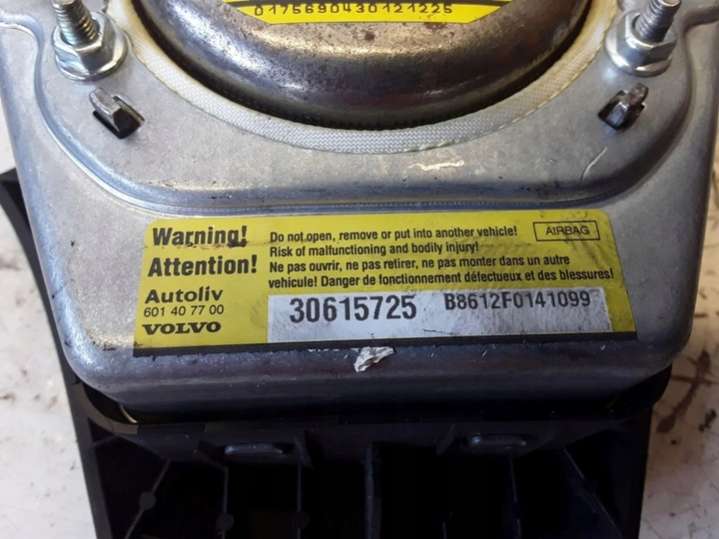 0175690430121225
Warning! Do not open, remove or put into another vehicle! AIRBAG
Risk of malfunctioning and bodily injury!
Attention! Ne pas ouvrir, ne pas retirer, ne pas monter dans un autre
vehicule! Danger de fonctionnement défectueux et des blessures!
Autoliv
601 40 77 00
VOLVO
30615725 B8612F0141099